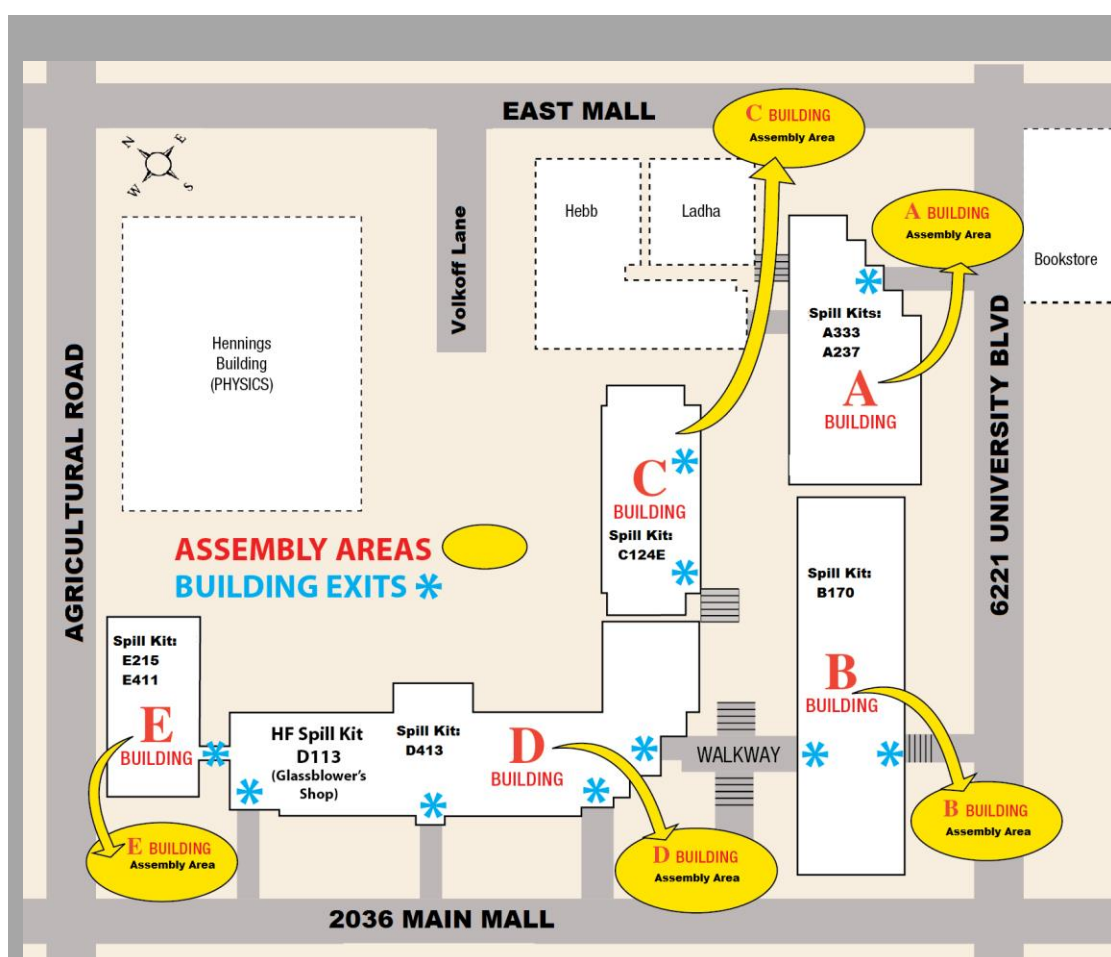 EAST MALL
C BUILDING
Assembly Area
N
E
W
S
Hebb
Ladha
A BUILDING
Assembly Area
Bookstore
Volkoff Lane
Hennings
Building
(PHYSICS)
Spill Kits:
A333
A237
A
BUILDING
AGRICULTURAL ROAD
6221 UNIVERSITY BLVD
C
BUILDING
Spill Kit:
C124E
ASSEMBLY AREAS
BUILDING EXITS *
Spill Kit:
B170
B
BUILDING
Spill Kit:
E215
E411
E
BUILDING
HF Spill Kit
D113
(Glassblower's
Shop)
Spill Kit:
D413
D
BUILDING
WALKWAY
B BUILDING
Assembly Area
E BUILDING
Assembly Area
D BUILDING
Assembly Area
2036 MAIN MALL